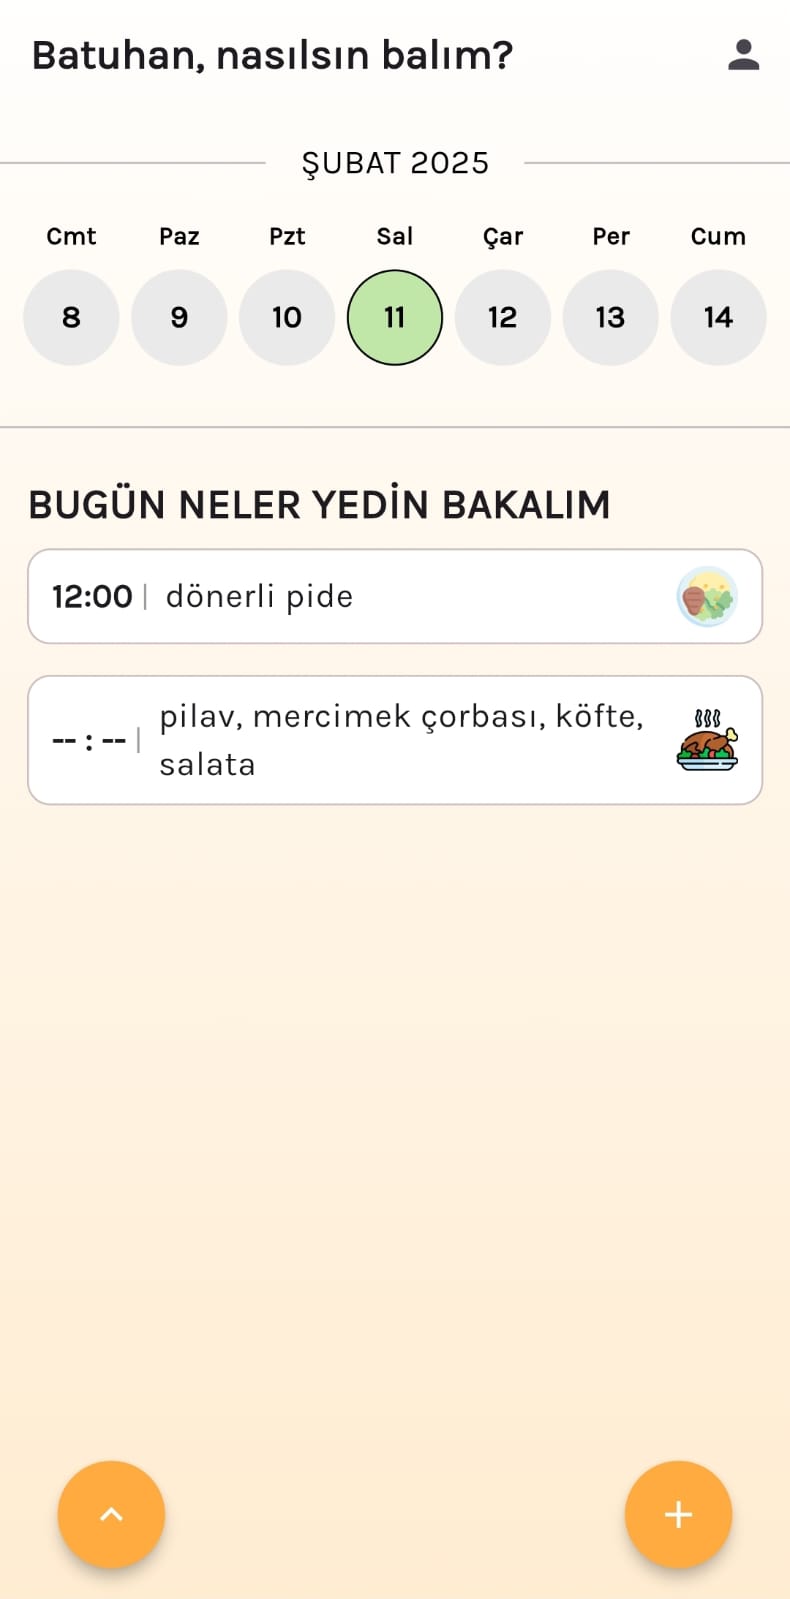 Batuhan, nasılsın balım?
ŞUBAT 2025
Cmt Paz Pzt Sal Çar Per Cum
8 9 10 11 12 13 14
BUGÜN NELER YEDİN BAKALIM
12:00 | dönerli pide
-- : -- | pilav, mercimek çorbası, köfte,
salata